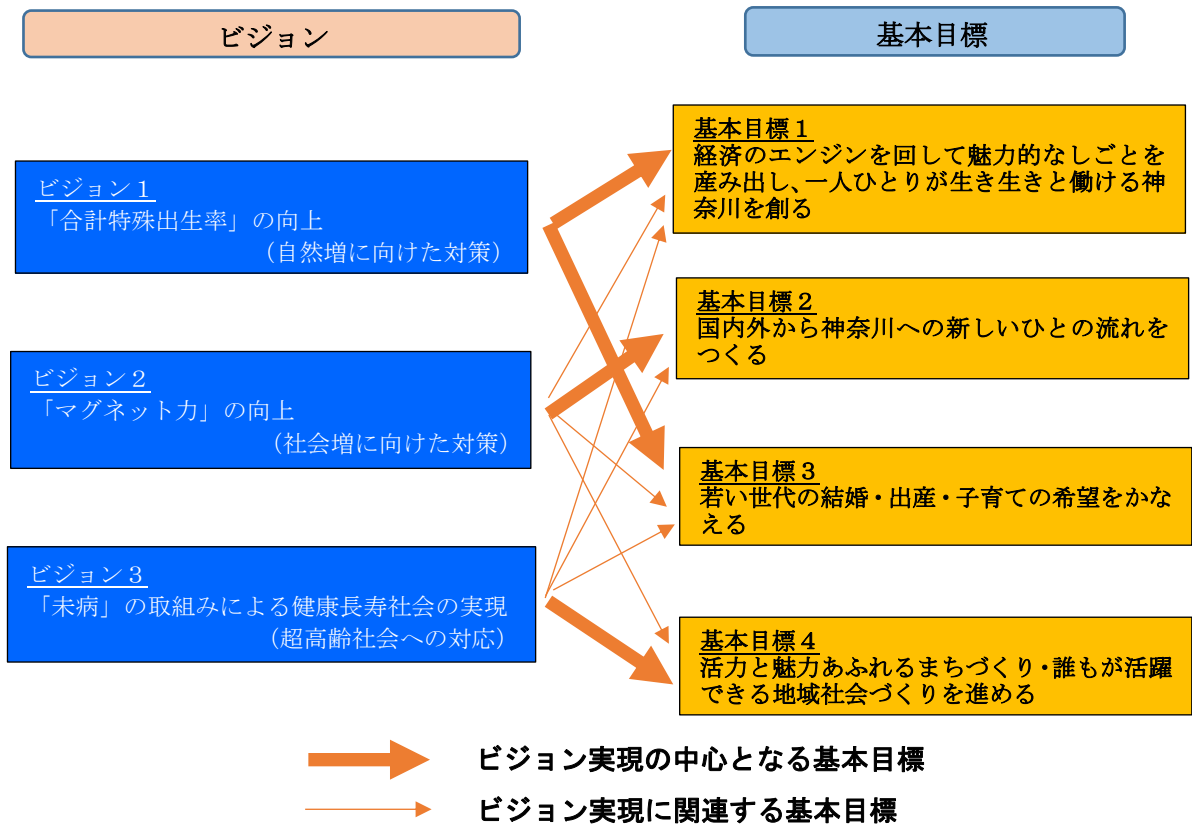 ビジョン
基本目標
ビジョン１
「合計特殊出生率」の向上
（自然増に向けた対策）
ビジョン２
「マグネット力」の向上
（社会増に向けた対策）
ビジョン３
「未病」の取組みによる健康長寿社会の実現
（超高齢社会への対応）
基本目標１
経済のエンジンを回して魅力的なしごとを
産み出し、一人ひとりが生き生きと働ける神
奈川を創る
基本目標２
国内外から神奈川への新しいひとの流れを
つくる
基本目標３
若い世代の結婚・出産・子育ての希望をかな
える
基本目標４
活力と魅力あふれるまちづくり・誰もが活躍
できる地域社会づくりを進める
ビジョン実現の中心となる基本目標
ビジョン実現に関連する基本目標